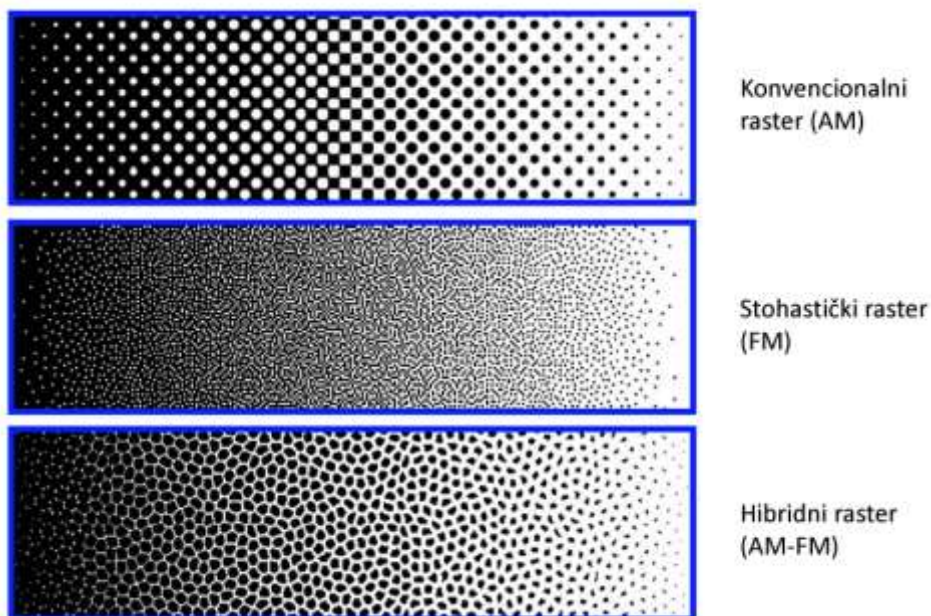 Konvencionalni
raster (AM)
Stohastički raster
(FM)
Hibridni raster
(AM-FM)